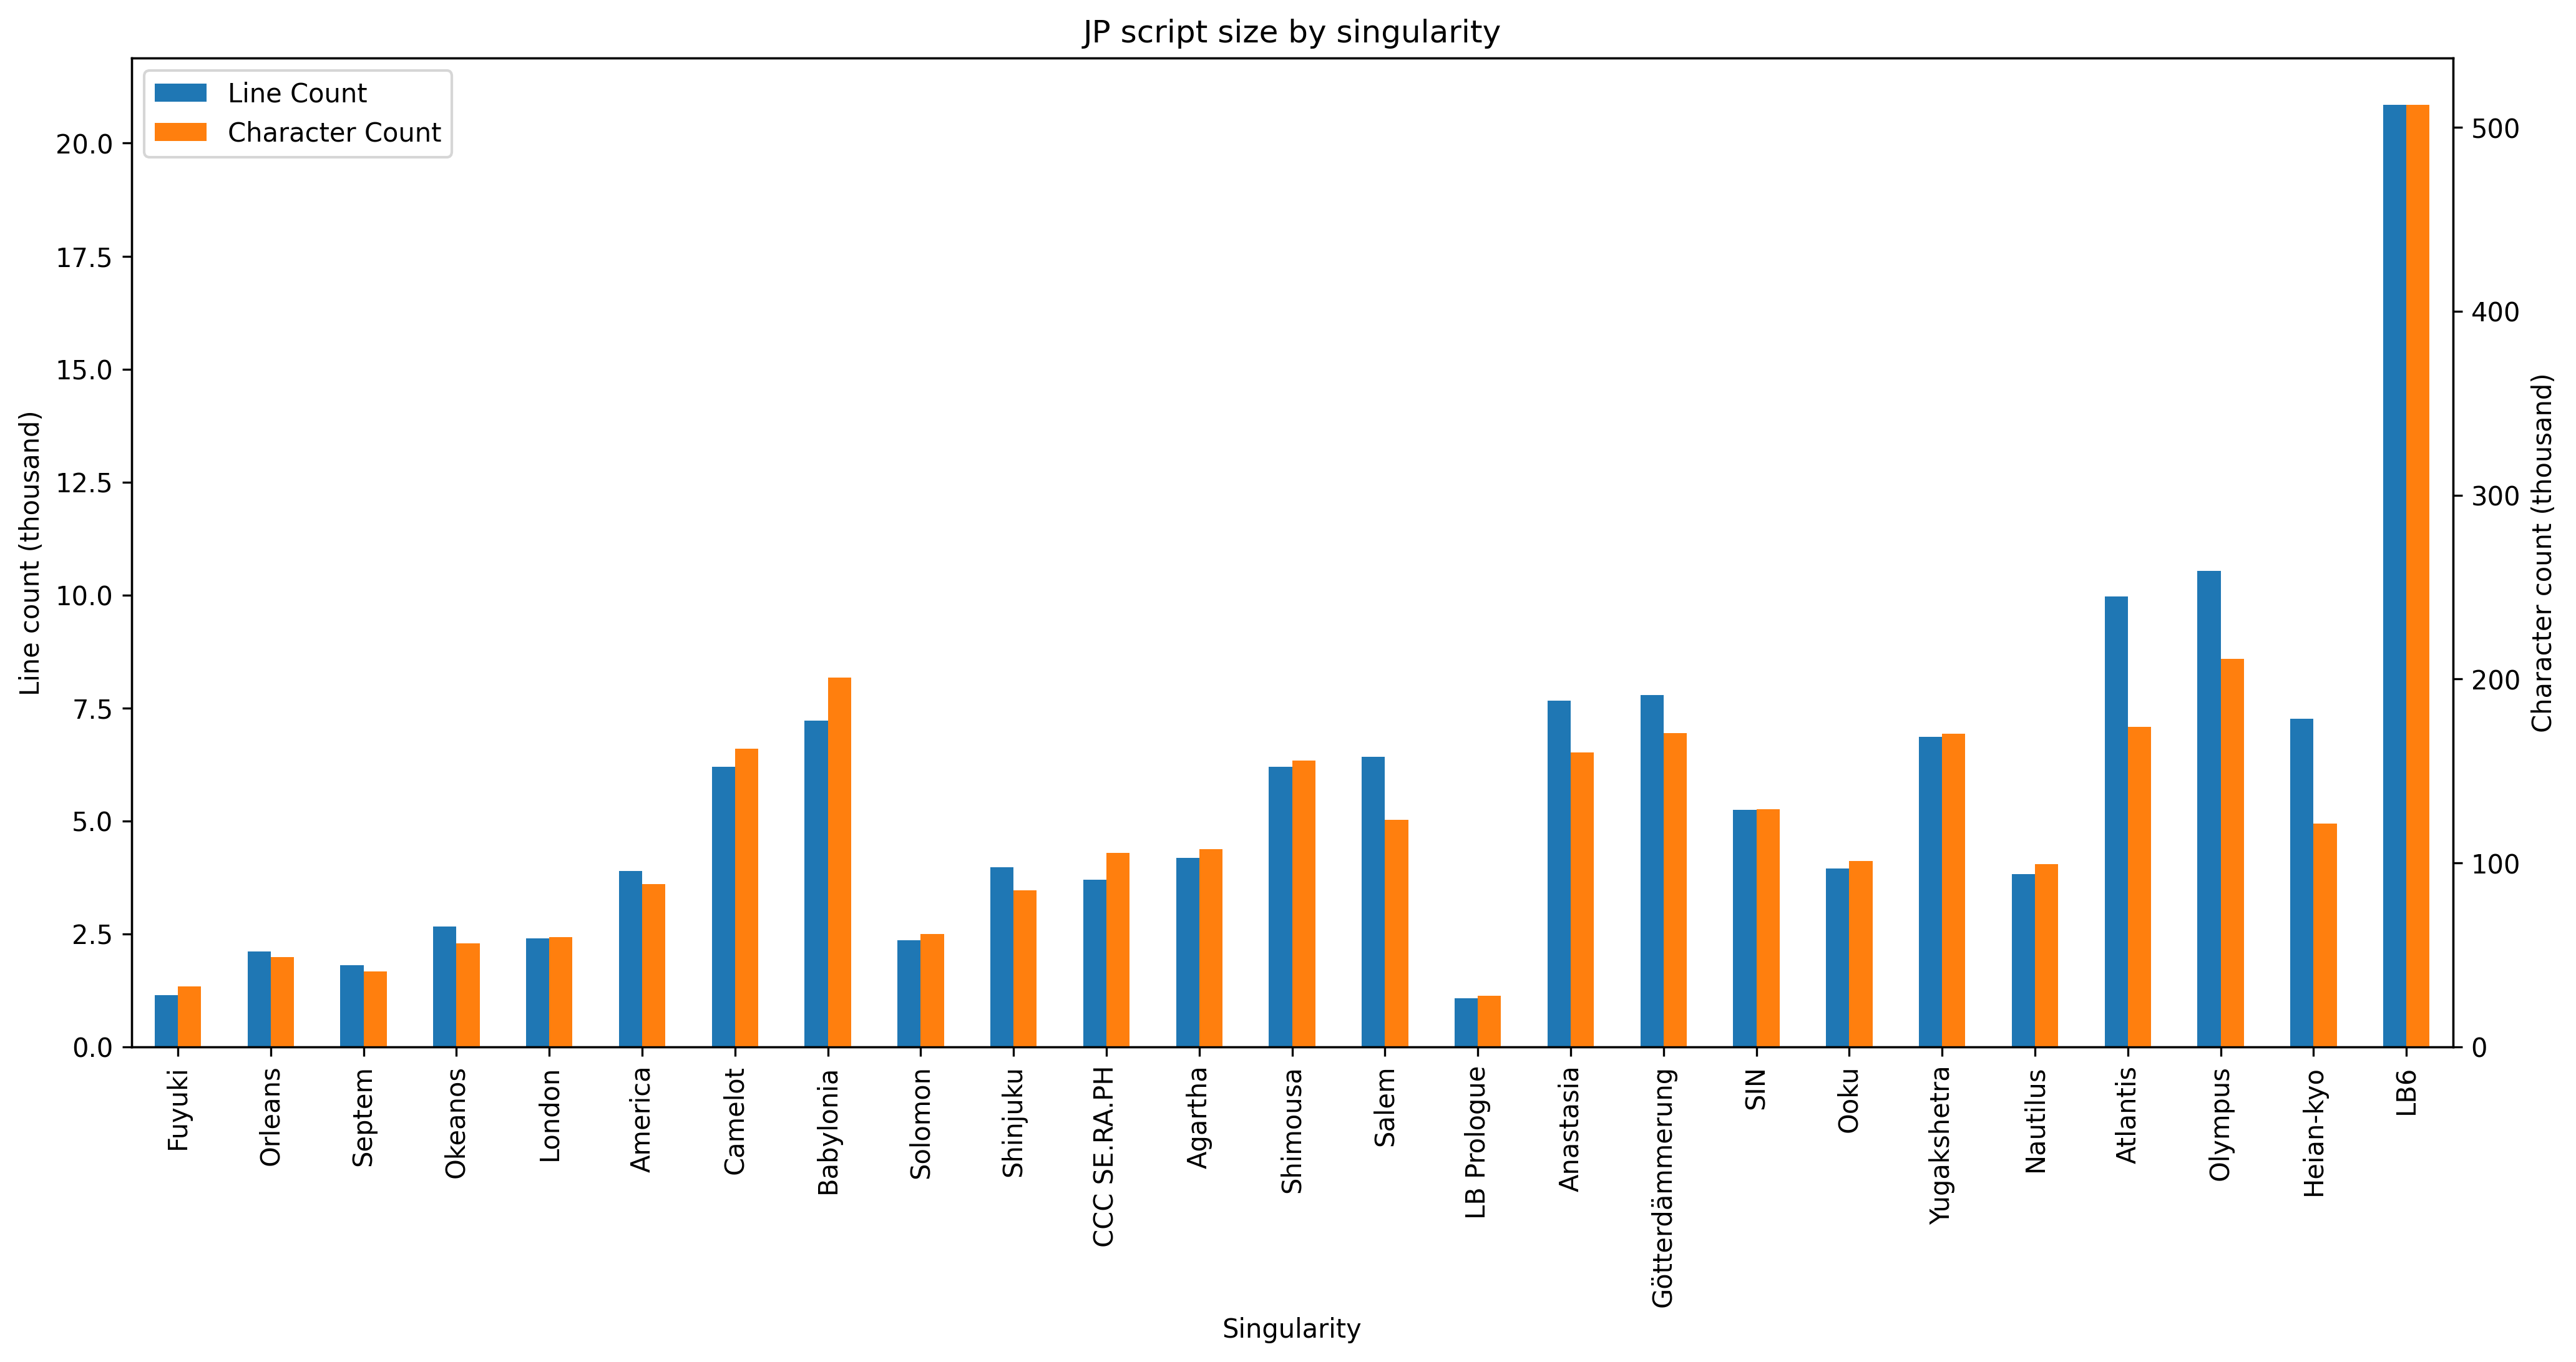 JP script size by singularity
Line Count
Character Count
Line count (thousand)
20.0
17.5
15.0
12.5
10.0
7.5
5.0
2.5
0.0
Character count (thousand)
500
400
300
200
100
0
Fuyuki
Orleans
Septem
Okeanos
London
America
Camelot
Babylonia
Solomon
Shinjuku
CCC SE.RA.PH
Agartha
Shimousa
Salem
LB Prologue
Anastasia
Götterdämmerung
SIN
Ooku
Yugakshetra
Nautilus
Atlantis
Olympus
Heian-kyo
LB6
Singularity